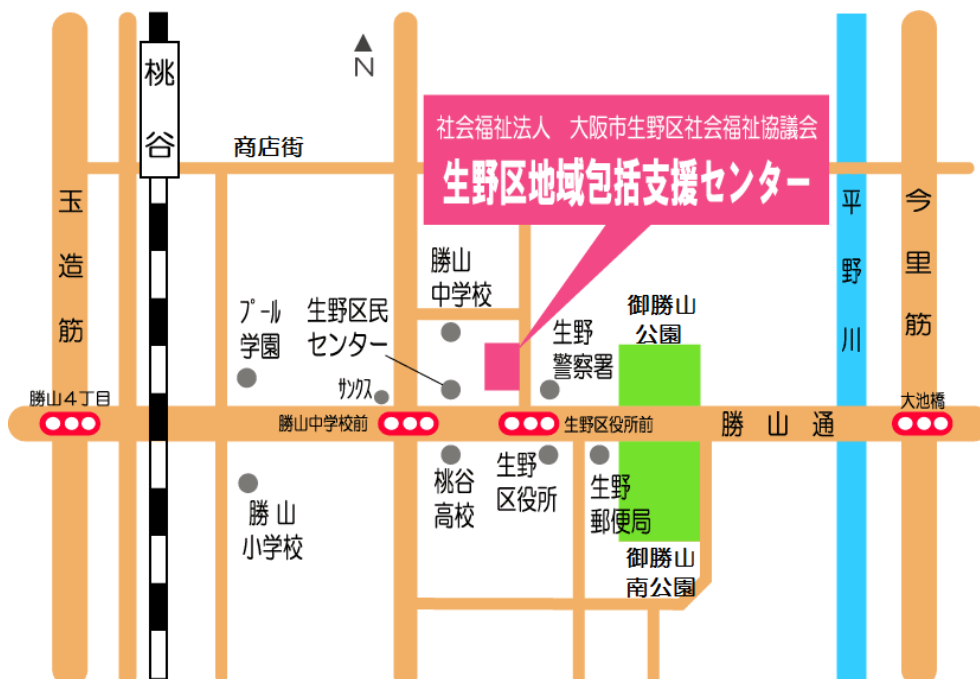 桃谷
N
商店街
社会福祉法人　大阪市生野区社会福祉協議会
生野区地域包括支援センター
玉造筋
平野川
今里筋
勝山
中学校
プール
学園
生野区民
センター
生野
警察署
御勝山
公園
サンクス
勝山4丁目
勝山中学校前
生野区役所前
勝山通
大池橋
勝山
小学校
桃谷
高校
生野
区役所
生野
郵便局
御勝山
南公園